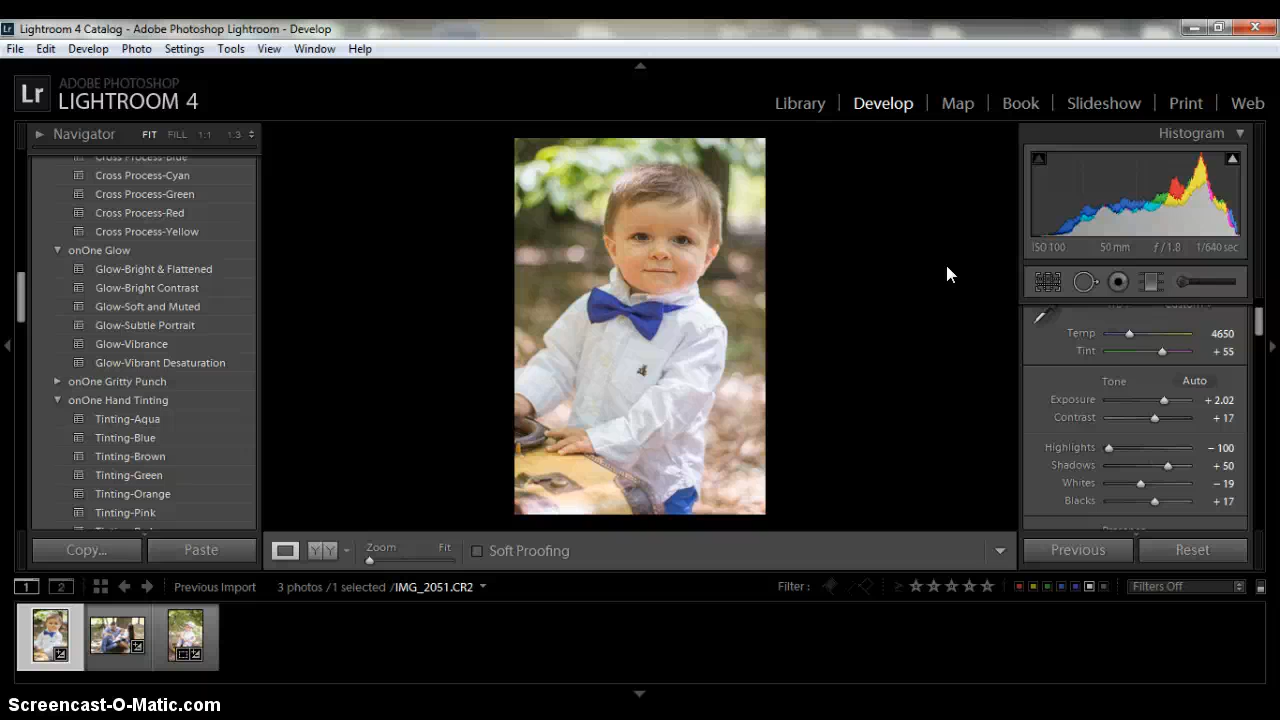 Lightroom 4 Catalog - Adobe Photoshop Lightroom - Develop
File Edit Develop Photo Settings Tools View Window Help
Lr ADOBE PHOTOSHOP
LIGHTROOM 4
Library | Develop | Map | Book | Slideshow | Print | Web
Navigator FIT FILL 1:1 1:3
Histogram
Cross Process-Blue
Cross Process-Cyan
Cross Process-Green
Cross Process-Red
Cross Process-Yellow
onOne Glow
Glow-Bright & Flattened
Glow-Bright Contrast
Glow-Soft and Muted
Glow-Subtle Portrait
Glow-Vibrance
Glow-Vibrant Desaturation
onOne Gritty Punch
onOne Hand Tinting
Tinting-Aqua
Tinting-Blue
Tinting-Brown
Tinting-Green
Tinting-Orange
Tinting-Pink
ISO 100 50 mm f / 1.8 1/640 sec
Temp 4650
Tint + 55
Tone Auto
Exposure + 2.02
Contrast + 17
Highlights − 100
Shadows + 50
Whites − 19
Blacks + 17
Copy... Paste
YY Zoom Fit Soft Proofing
Previous Reset
1 2 Previous Import 3 photos /1 selected /IMG_2051.CR2
Filter : ≥ Filters Off
Screencast-O-Matic.com